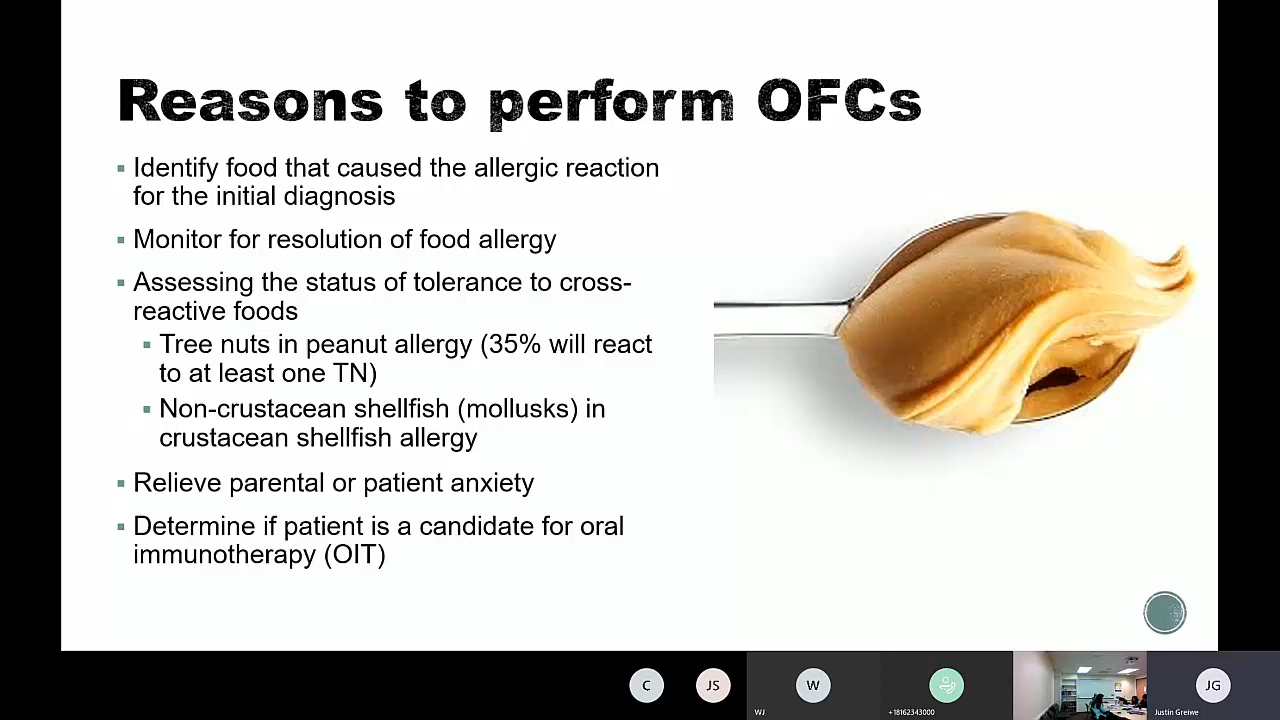 Reasons to perform OFCs
Identify food that caused the allergic reaction
for the initial diagnosis
Monitor for resolution of food allergy
Assessing the status of tolerance to cross-
reactive foods
Tree nuts in peanut allergy (35% will react
to at least one TN)
Non-crustacean shellfish (mollusks) in
crustacean shellfish allergy
Relieve parental or patient anxiety
Determine if patient is a candidate for oral
immunotherapy (OIT)
C
JS
W
JG
WJ
+18162343000
Justin Greiwe